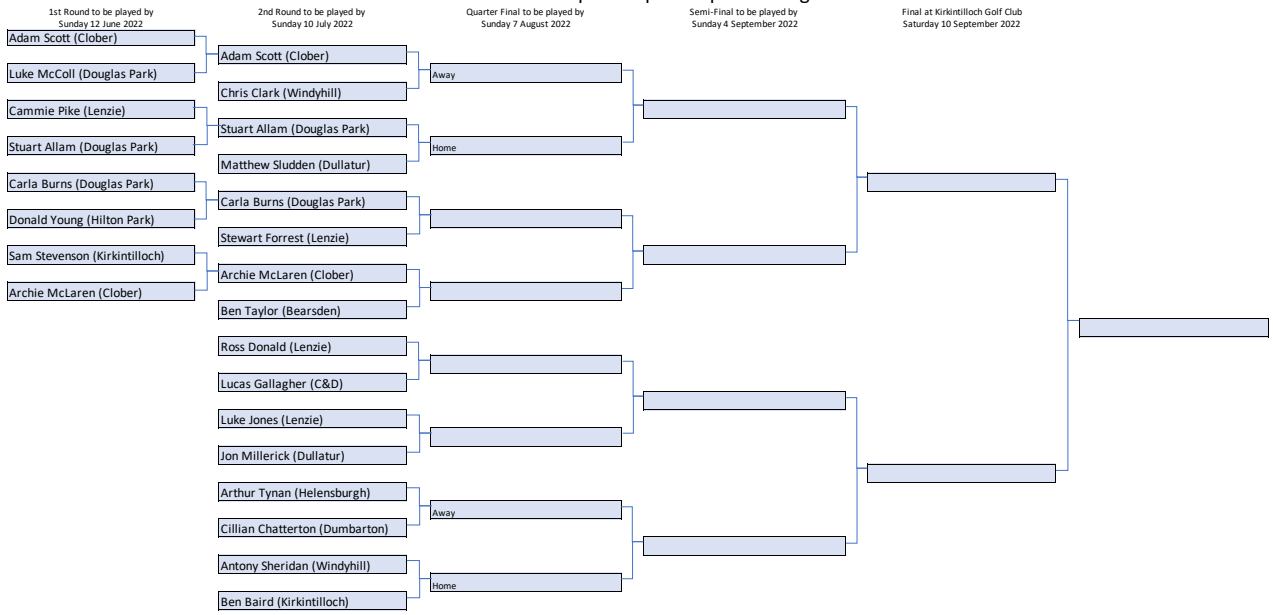 1st Round to be played by
Sunday 12 June 2022
2nd Round to be played by
Sunday 10 July 2022
Quarter Final to be played by
Sunday 7 August 2022
Semi-Final to be played by
Sunday 4 September 2022
Final at Kirkintilloch Golf Club
Saturday 10 September 2022
Adam Scott (Clober)
Luke McColl (Douglas Park)
Cammie Pike (Lenzie)
Stuart Allam (Douglas Park)
Carla Burns (Douglas Park)
Donald Young (Hilton Park)
Sam Stevenson (Kirkintilloch)
Archie McLaren (Clober)
Adam Scott (Clober)
Chris Clark (Windyhill)
Stuart Allam (Douglas Park)
Matthew Sludden (Dullatur)
Carla Burns (Douglas Park)
Stewart Forrest (Lenzie)
Archie McLaren (Clober)
Ben Taylor (Bearsden)
Ross Donald (Lenzie)
Lucas Gallagher (C&D)
Luke Jones (Lenzie)
Jon Millerick (Dullatur)
Arthur Tynan (Helensburgh)
Cillian Chatterton (Dumbarton)
Antony Sheridan (Windyhill)
Ben Baird (Kirkintilloch)
Away
Home
Away
Home